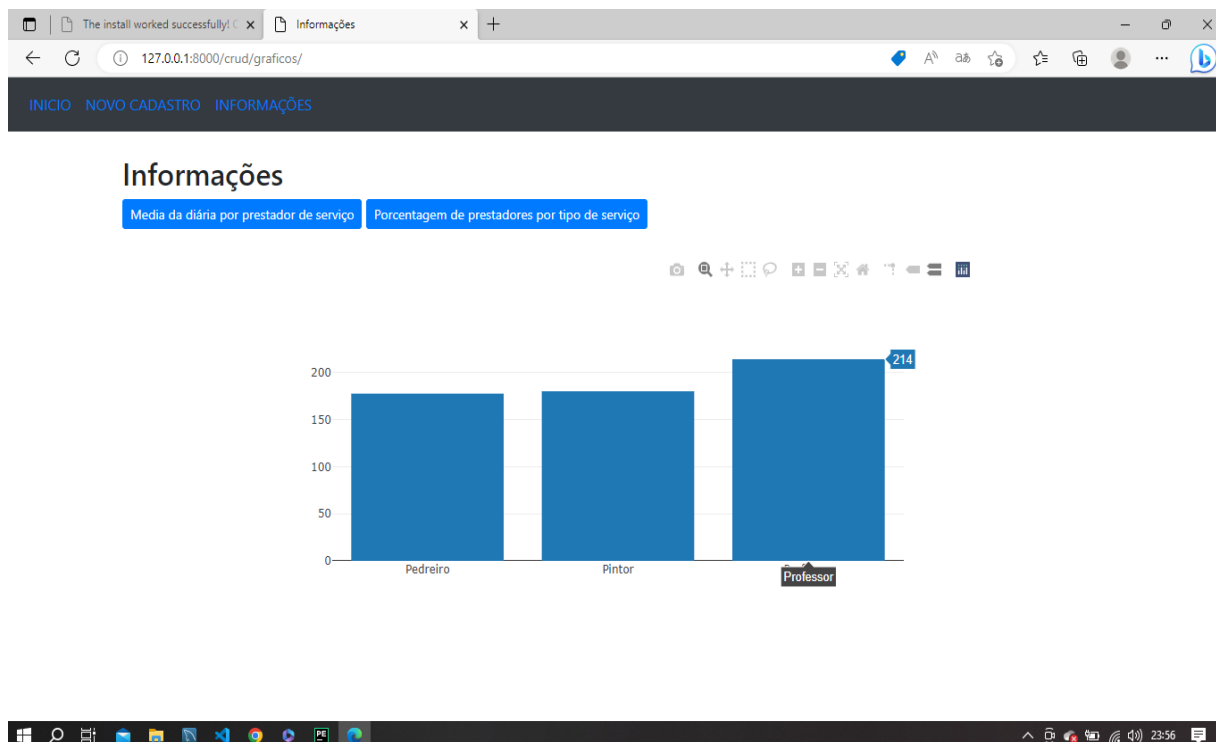 The install worked successfully! C
Informações
127.0.0.1:8000/crud/graficos/
INICIO NOVO CADASTRO INFORMAÇÕES
Informações
Media da diária por prestador de serviço Porcentagem de prestadores por tipo de serviço
214
200
150
100
50
0
Pedreiro Pintor
Professor
PE
23:56